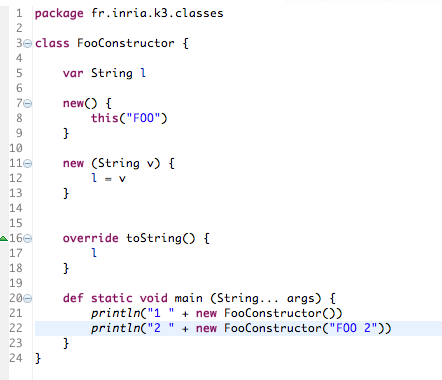 1 package fr.inria.k3.classes
2
3 class FooConstructor {
4
5 var String l
6
7 new() {
8 this("FOO")
9 }
10
11 new (String v) {
12 l = v
13 }
14
15
16 override toString() {
17 l
18 }
19
20 def static void main (String... args) {
21 println("1 " + new FooConstructor())
22 println("2 " + new FooConstructor("FOO 2"))
23 }
24 }